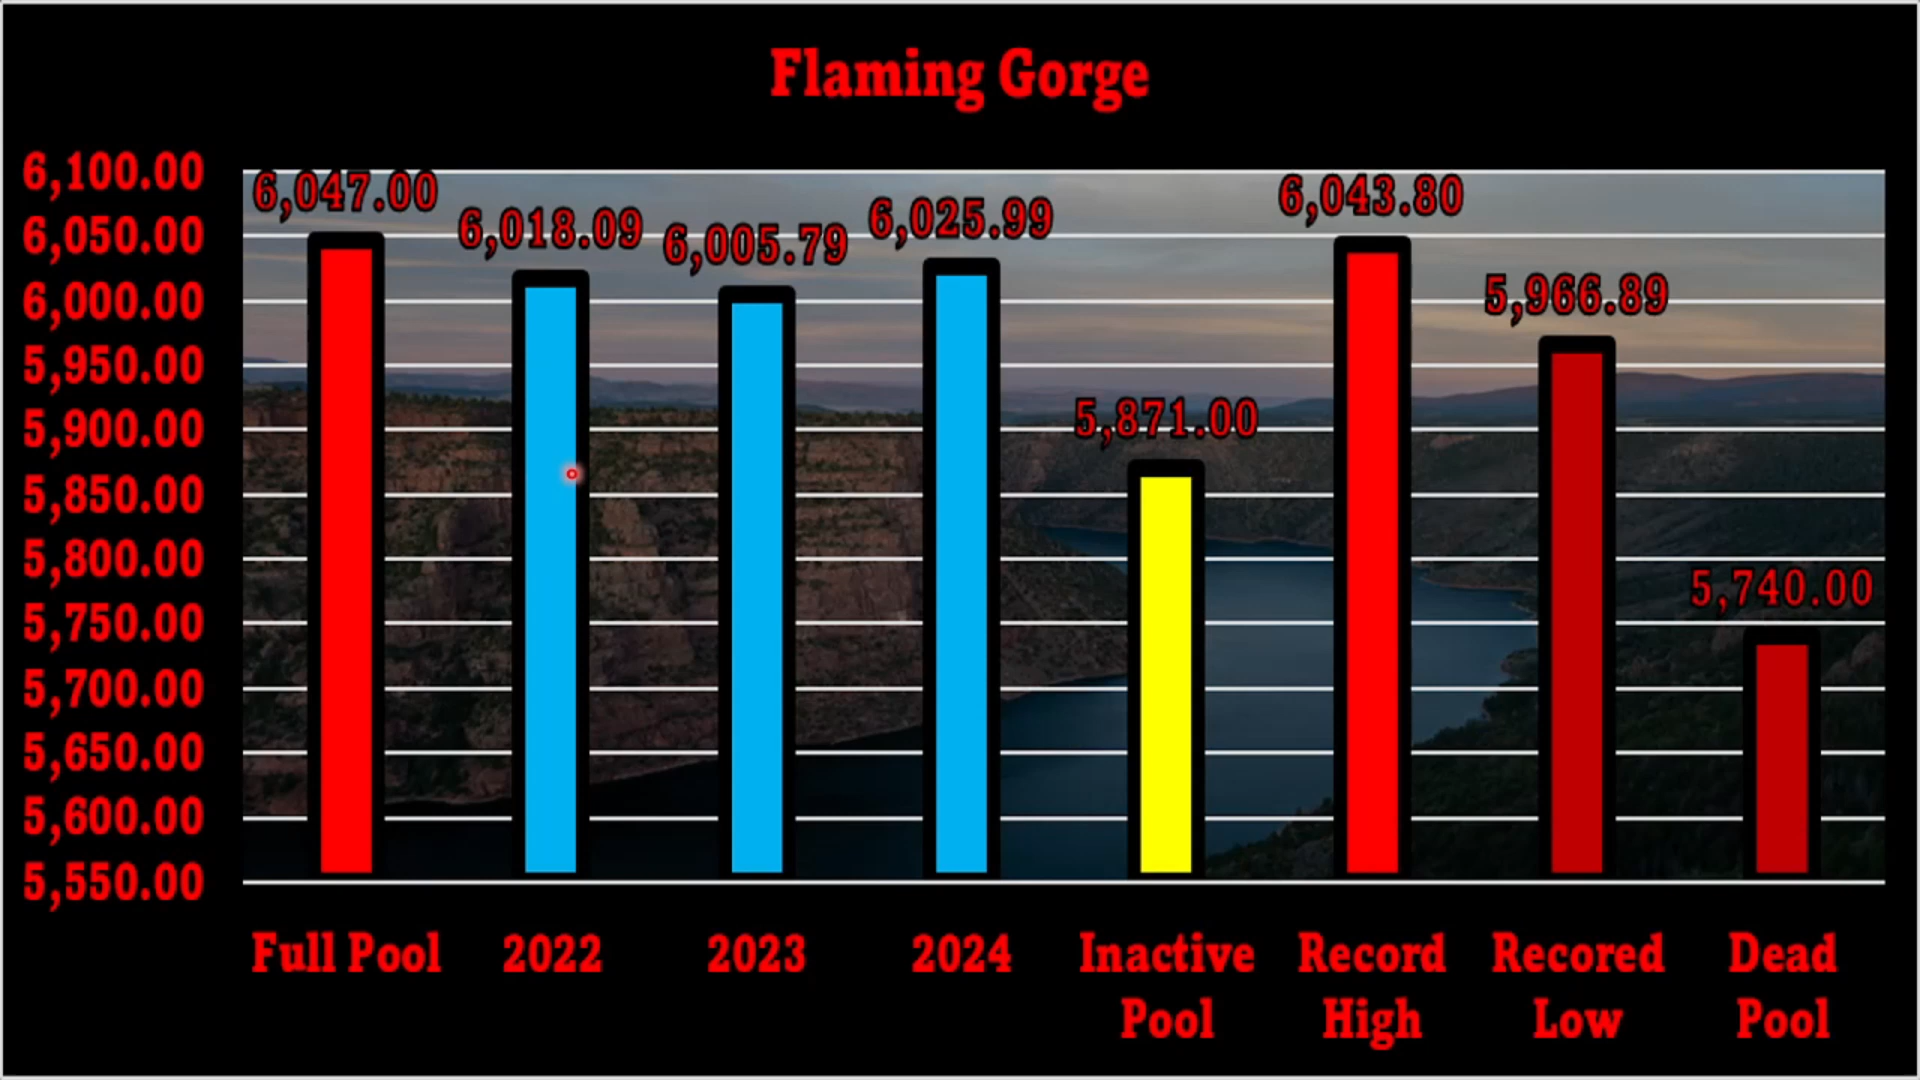 Flaming Gorge
6,100.00
6,050.00
6,000.00
5,950.00
5,900.00
5,850.00
5,800.00
5,750.00
5,700.00
5,650.00
5,600.00
5,550.00
6,047.00
6,018.09
6,005.79
6,025.99
5,871.00
6,043.80
5,966.89
5,740.00
Full Pool
2022
2023
2024
Inactive
Pool
Record
High
Recored
Low
Dead
Pool